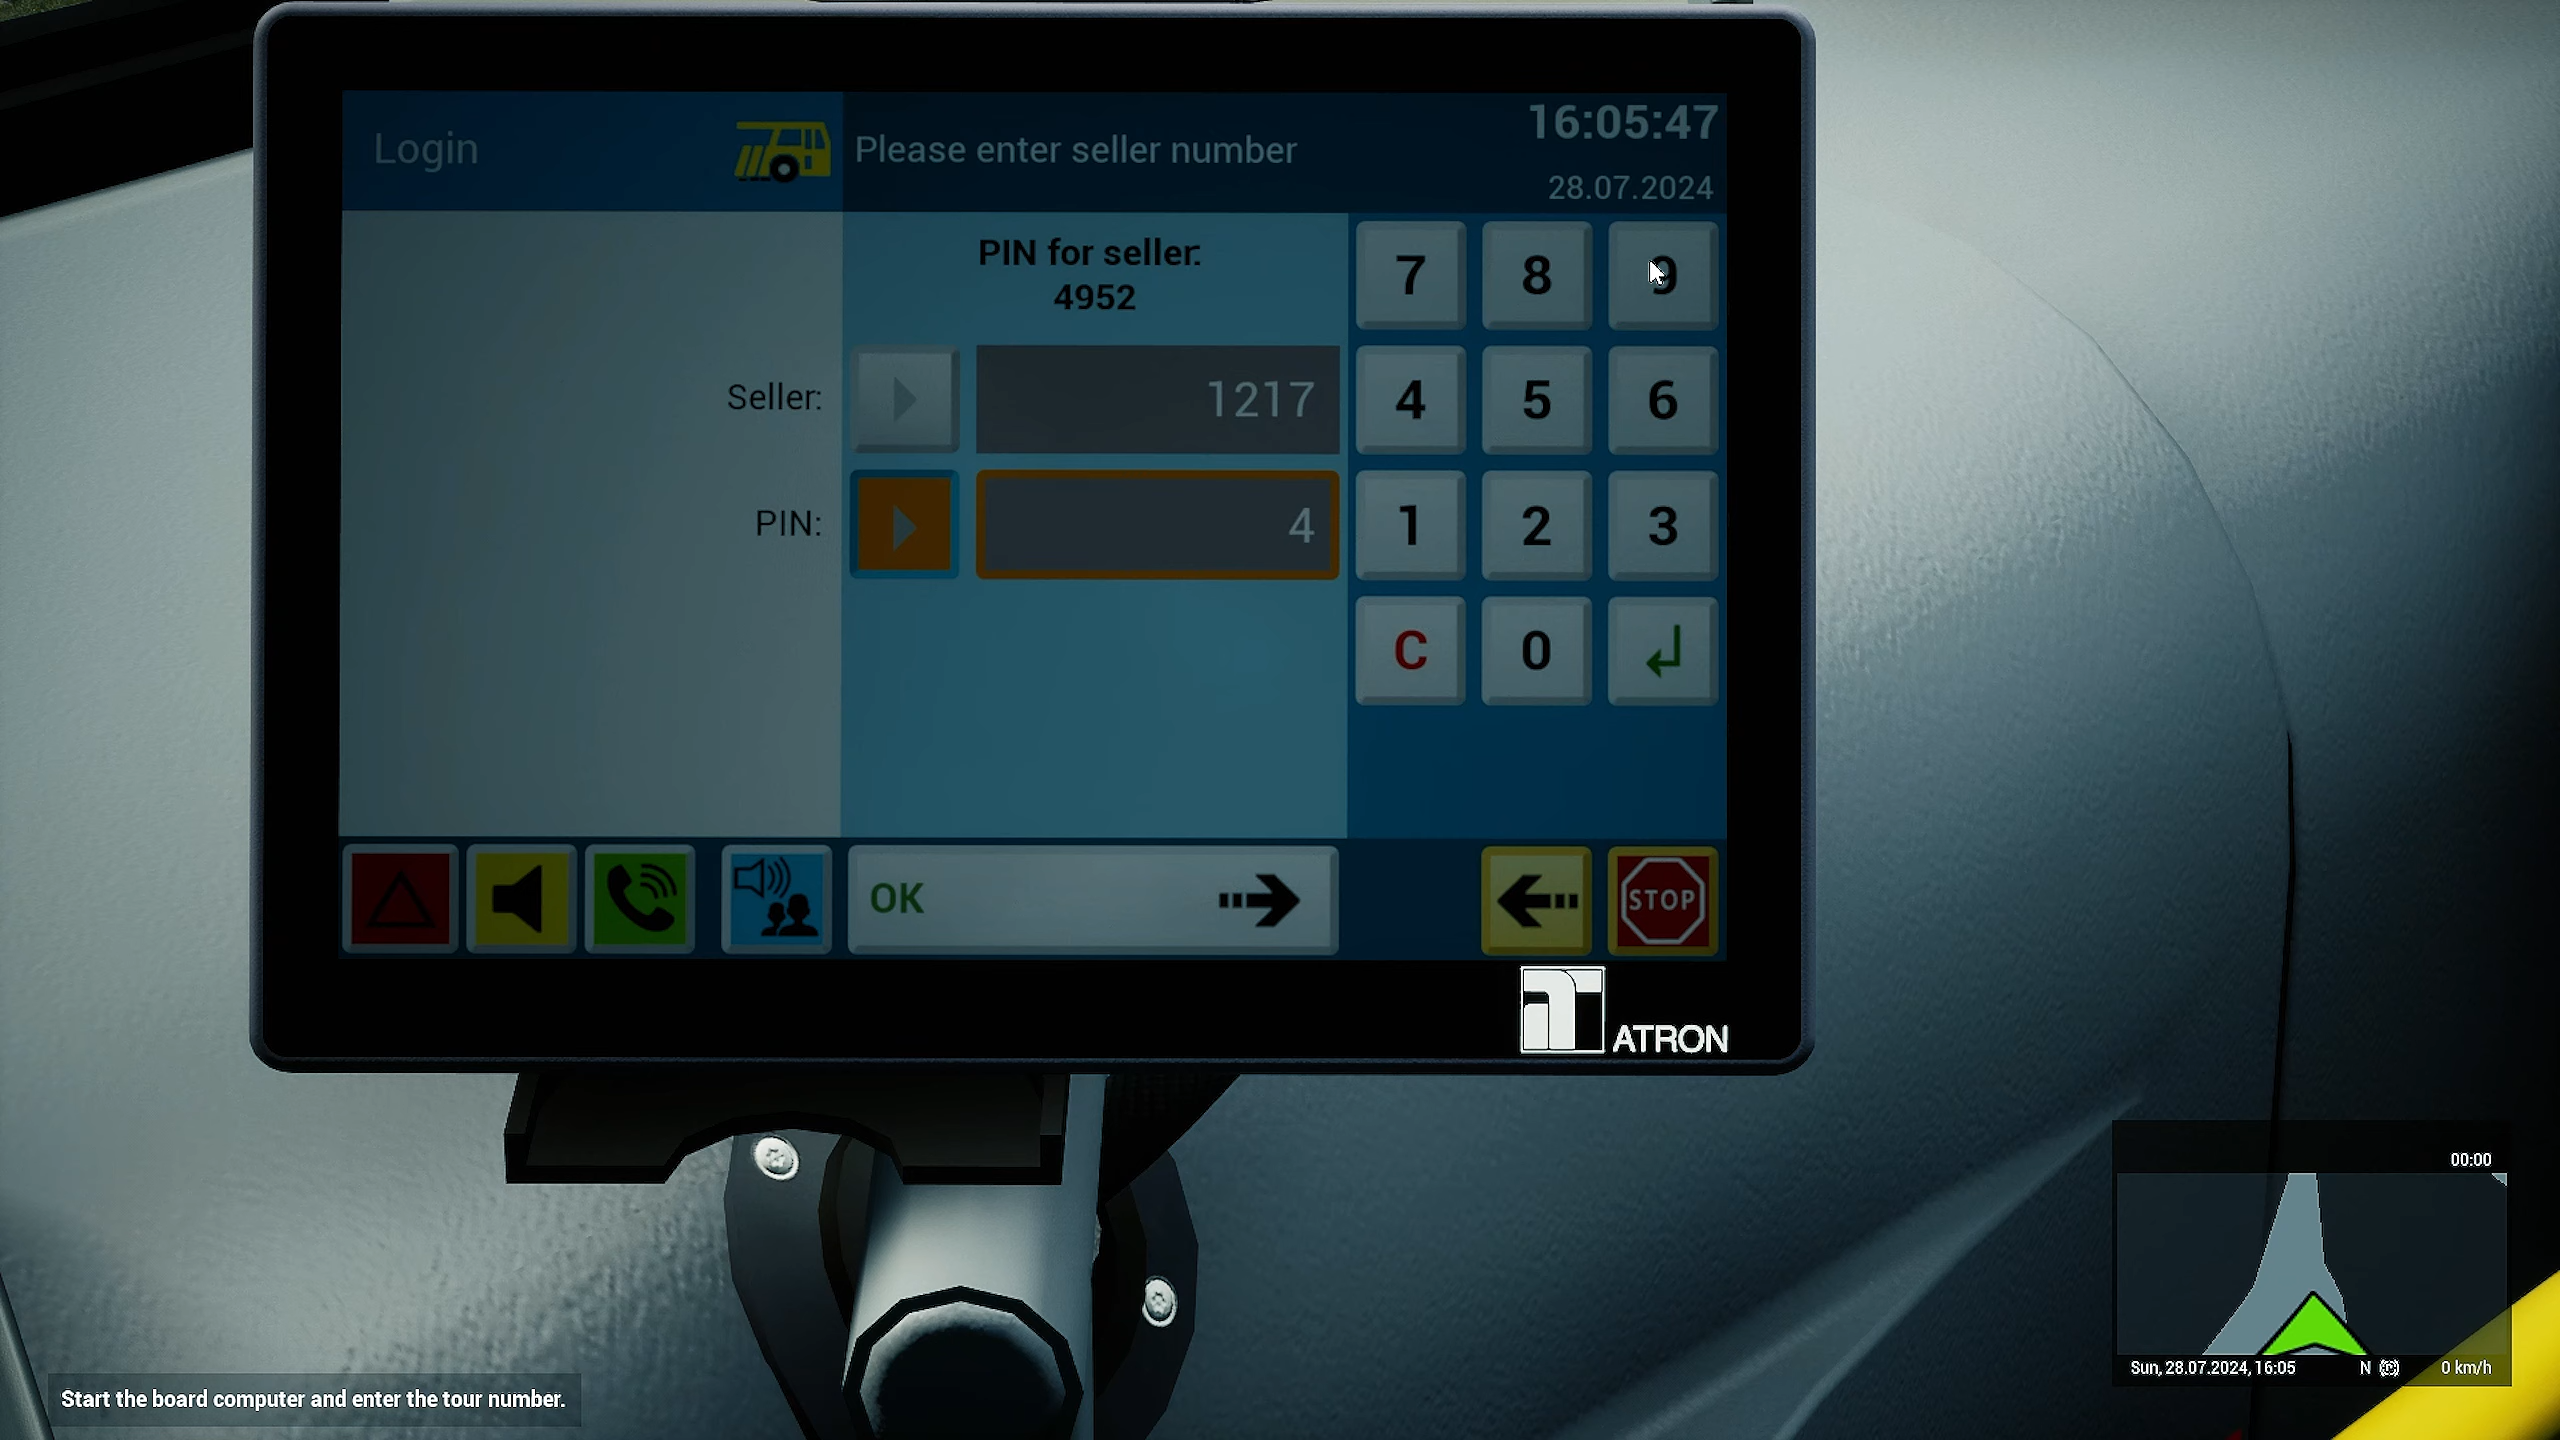 Login
Please enter seller number
16:05:47
28.07.2024
PIN for seller:
4952
Seller:
1217
PIN:
4
7 8 9
4 5 6
1 2 3
C 0
OK
STOP
ATRON
00:00
Sun, 28.07.2024, 16:05 N 0 km/h
Start the board computer and enter the tour number.